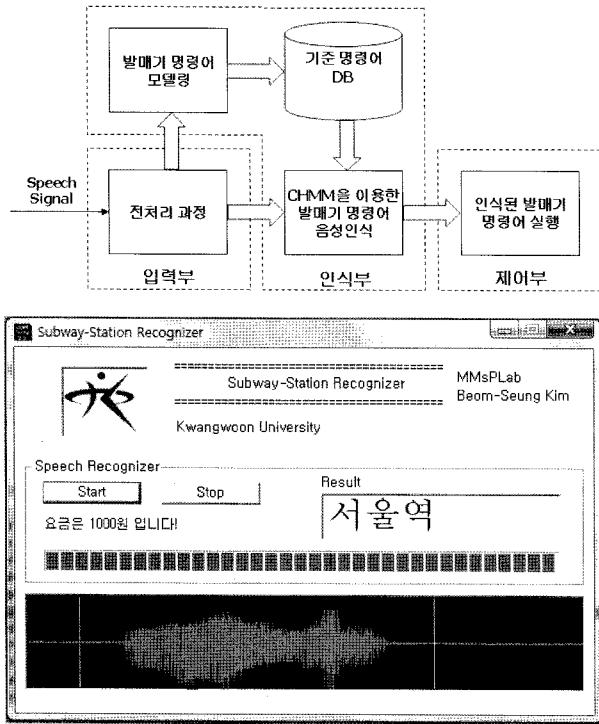 발매기 명령어
모델링
기준 명령어
DB
Speech
Signal
전처리 과정
CHMM을 이용한
발매기 명령어
음성인식
인식된 발매기
명령어 실행
입력부
인식부
제어부
Subway-Station Recognizer
Subway-Station Recognizer
MMsPLab
Beom-Seung Kim
Kwangwoon University
Speech Recognizer
Start
Stop
Result
요금은 1000원 입니다!
서울역